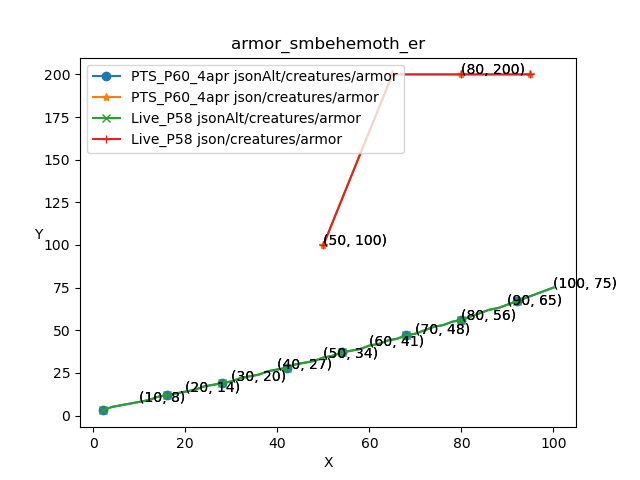 armor_smbehemoth_er
PTS_P60_4apr jsonAlt/creatures/armor
PTS_P60_4apr json/creatures/armor
Live_P58 jsonAlt/creatures/armor
Live_P58 json/creatures/armor
(80, 200)
(50, 100)
(100, 75)
(90, 65)
(80, 56)
(70, 48)
(60, 41)
(50, 34)
(40, 27)
(30, 20)
(20, 14)
(10, 8)
Y
200
175
150
125
100
75
50
25
0
0 20 40 60 80 100
X